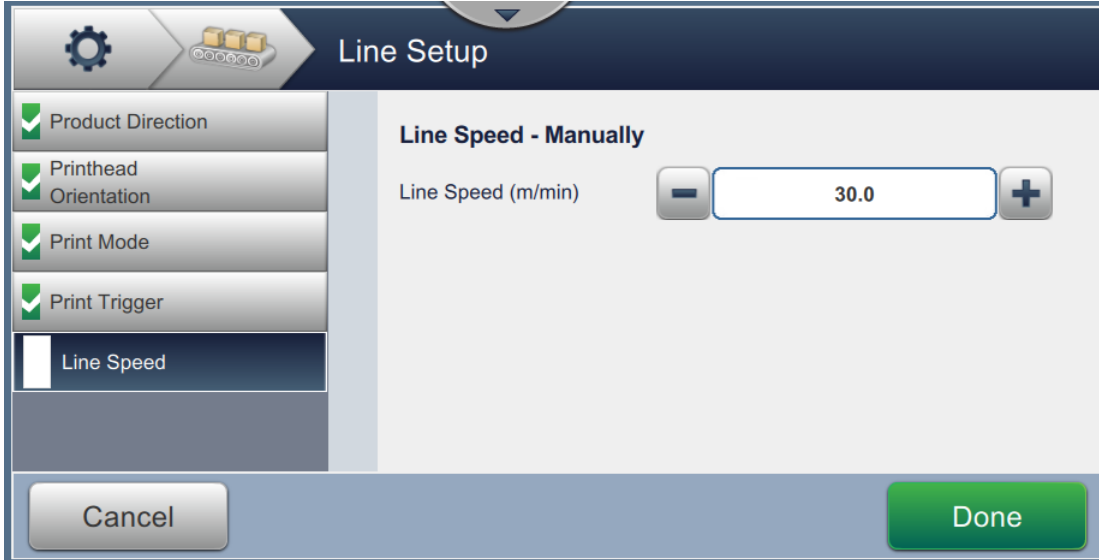 Line Setup
Product Direction
Printhead
Orientation
Print Mode
Print Trigger
Line Speed
Line Speed - Manually
Line Speed (m/min)
30.0
Cancel
Done